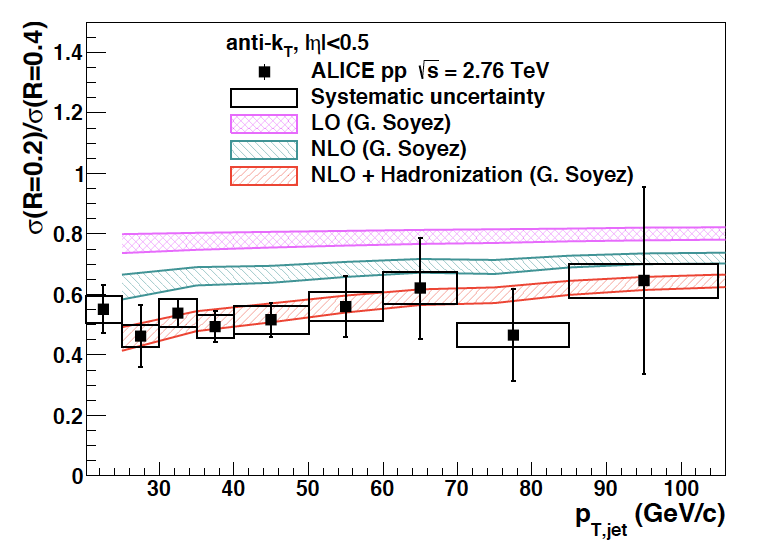 anti-k_T, |η|<0.5
ALICE pp √s = 2.76 TeV
Systematic uncertainty
LO (G. Soyez)
NLO (G. Soyez)
NLO + Hadronization (G. Soyez)
σ(R=0.2)/σ(R=0.4)
1.4
1.2
1
0.8
0.6
0.4
0.2
0
30 40 50 60 70 80 90 100
p_T,jet (GeV/c)